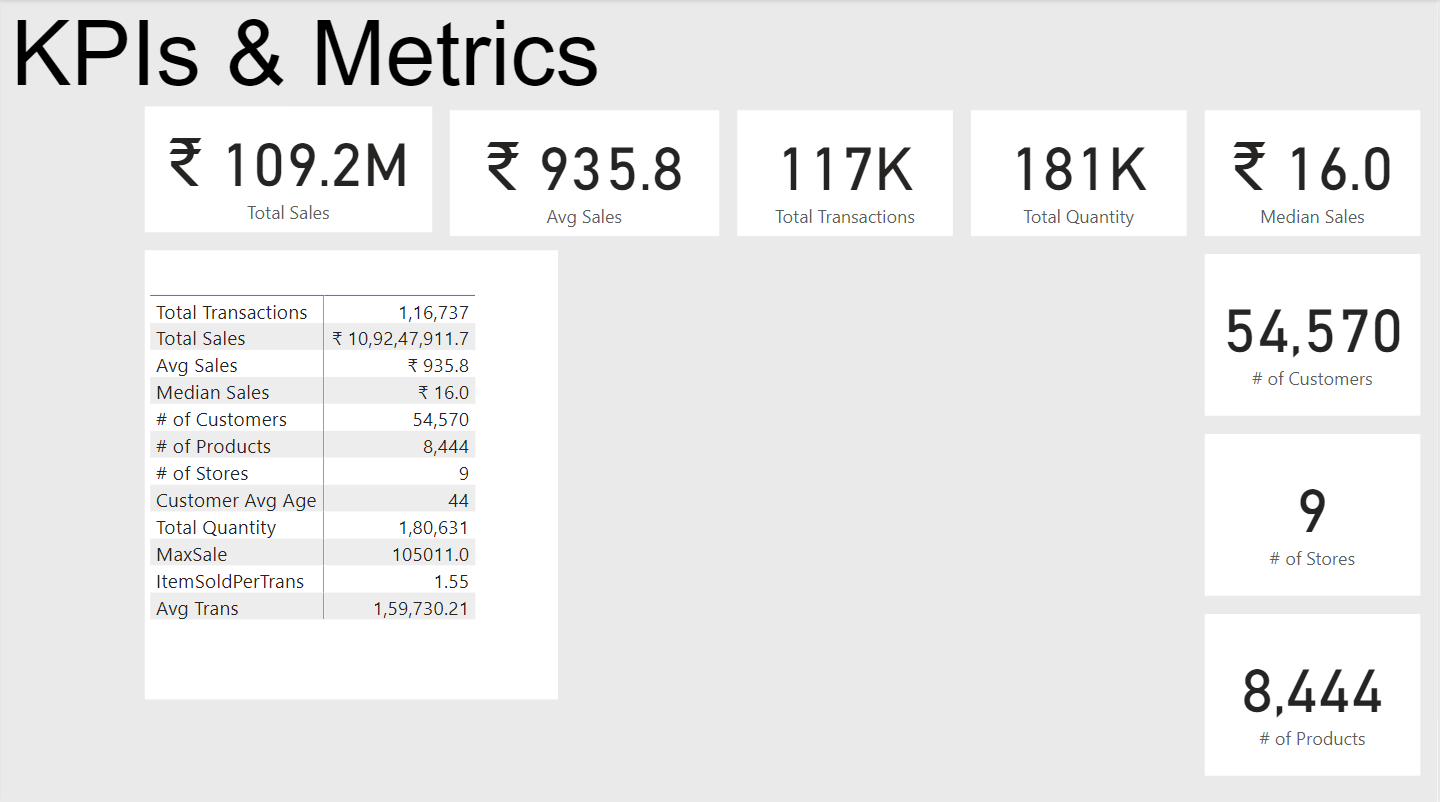 KPIs & Metrics
₹ 109.2M
Total Sales
₹ 935.8
Avg Sales
117K
Total Transactions
181K
Total Quantity
₹ 16.0
Median Sales
Total Transactions 1,16,737
Total Sales ₹ 10,92,47,911.7
Avg Sales ₹ 935.8
Median Sales ₹ 16.0
# of Customers 54,570
# of Products 8,444
# of Stores 9
Customer Avg Age 44
Total Quantity 1,80,631
MaxSale 105011.0
ItemSoldPerTrans 1.55
Avg Trans 1,59,730.21
54,570
# of Customers
9
# of Stores
8,444
# of Products